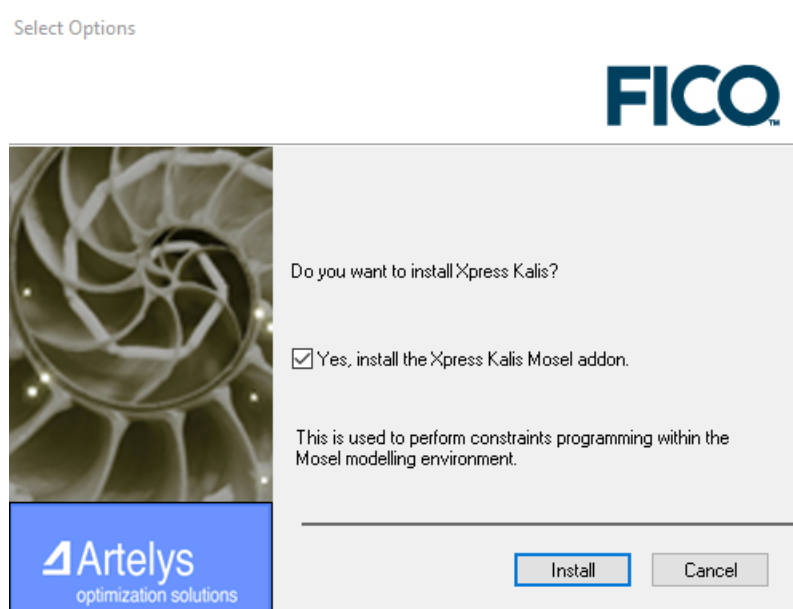 Select Options
FICO™
Do you want to install Xpress Kalis?
Yes, install the Xpress Kalis Mosel addon.
This is used to perform constraints programming within the
Mosel modelling environment.
Artelys
optimization solutions
Install
Cancel